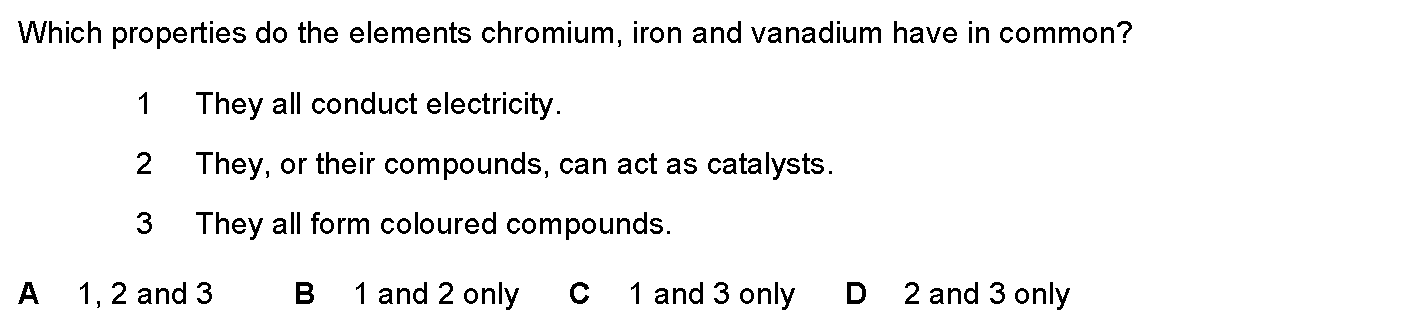 Which properties do the elements chromium, iron and vanadium have in common?
1 They all conduct electricity.
2 They, or their compounds, can act as catalysts.
3 They all form coloured compounds.
A 1, 2 and 3 B 1 and 2 only C 1 and 3 only D 2 and 3 only